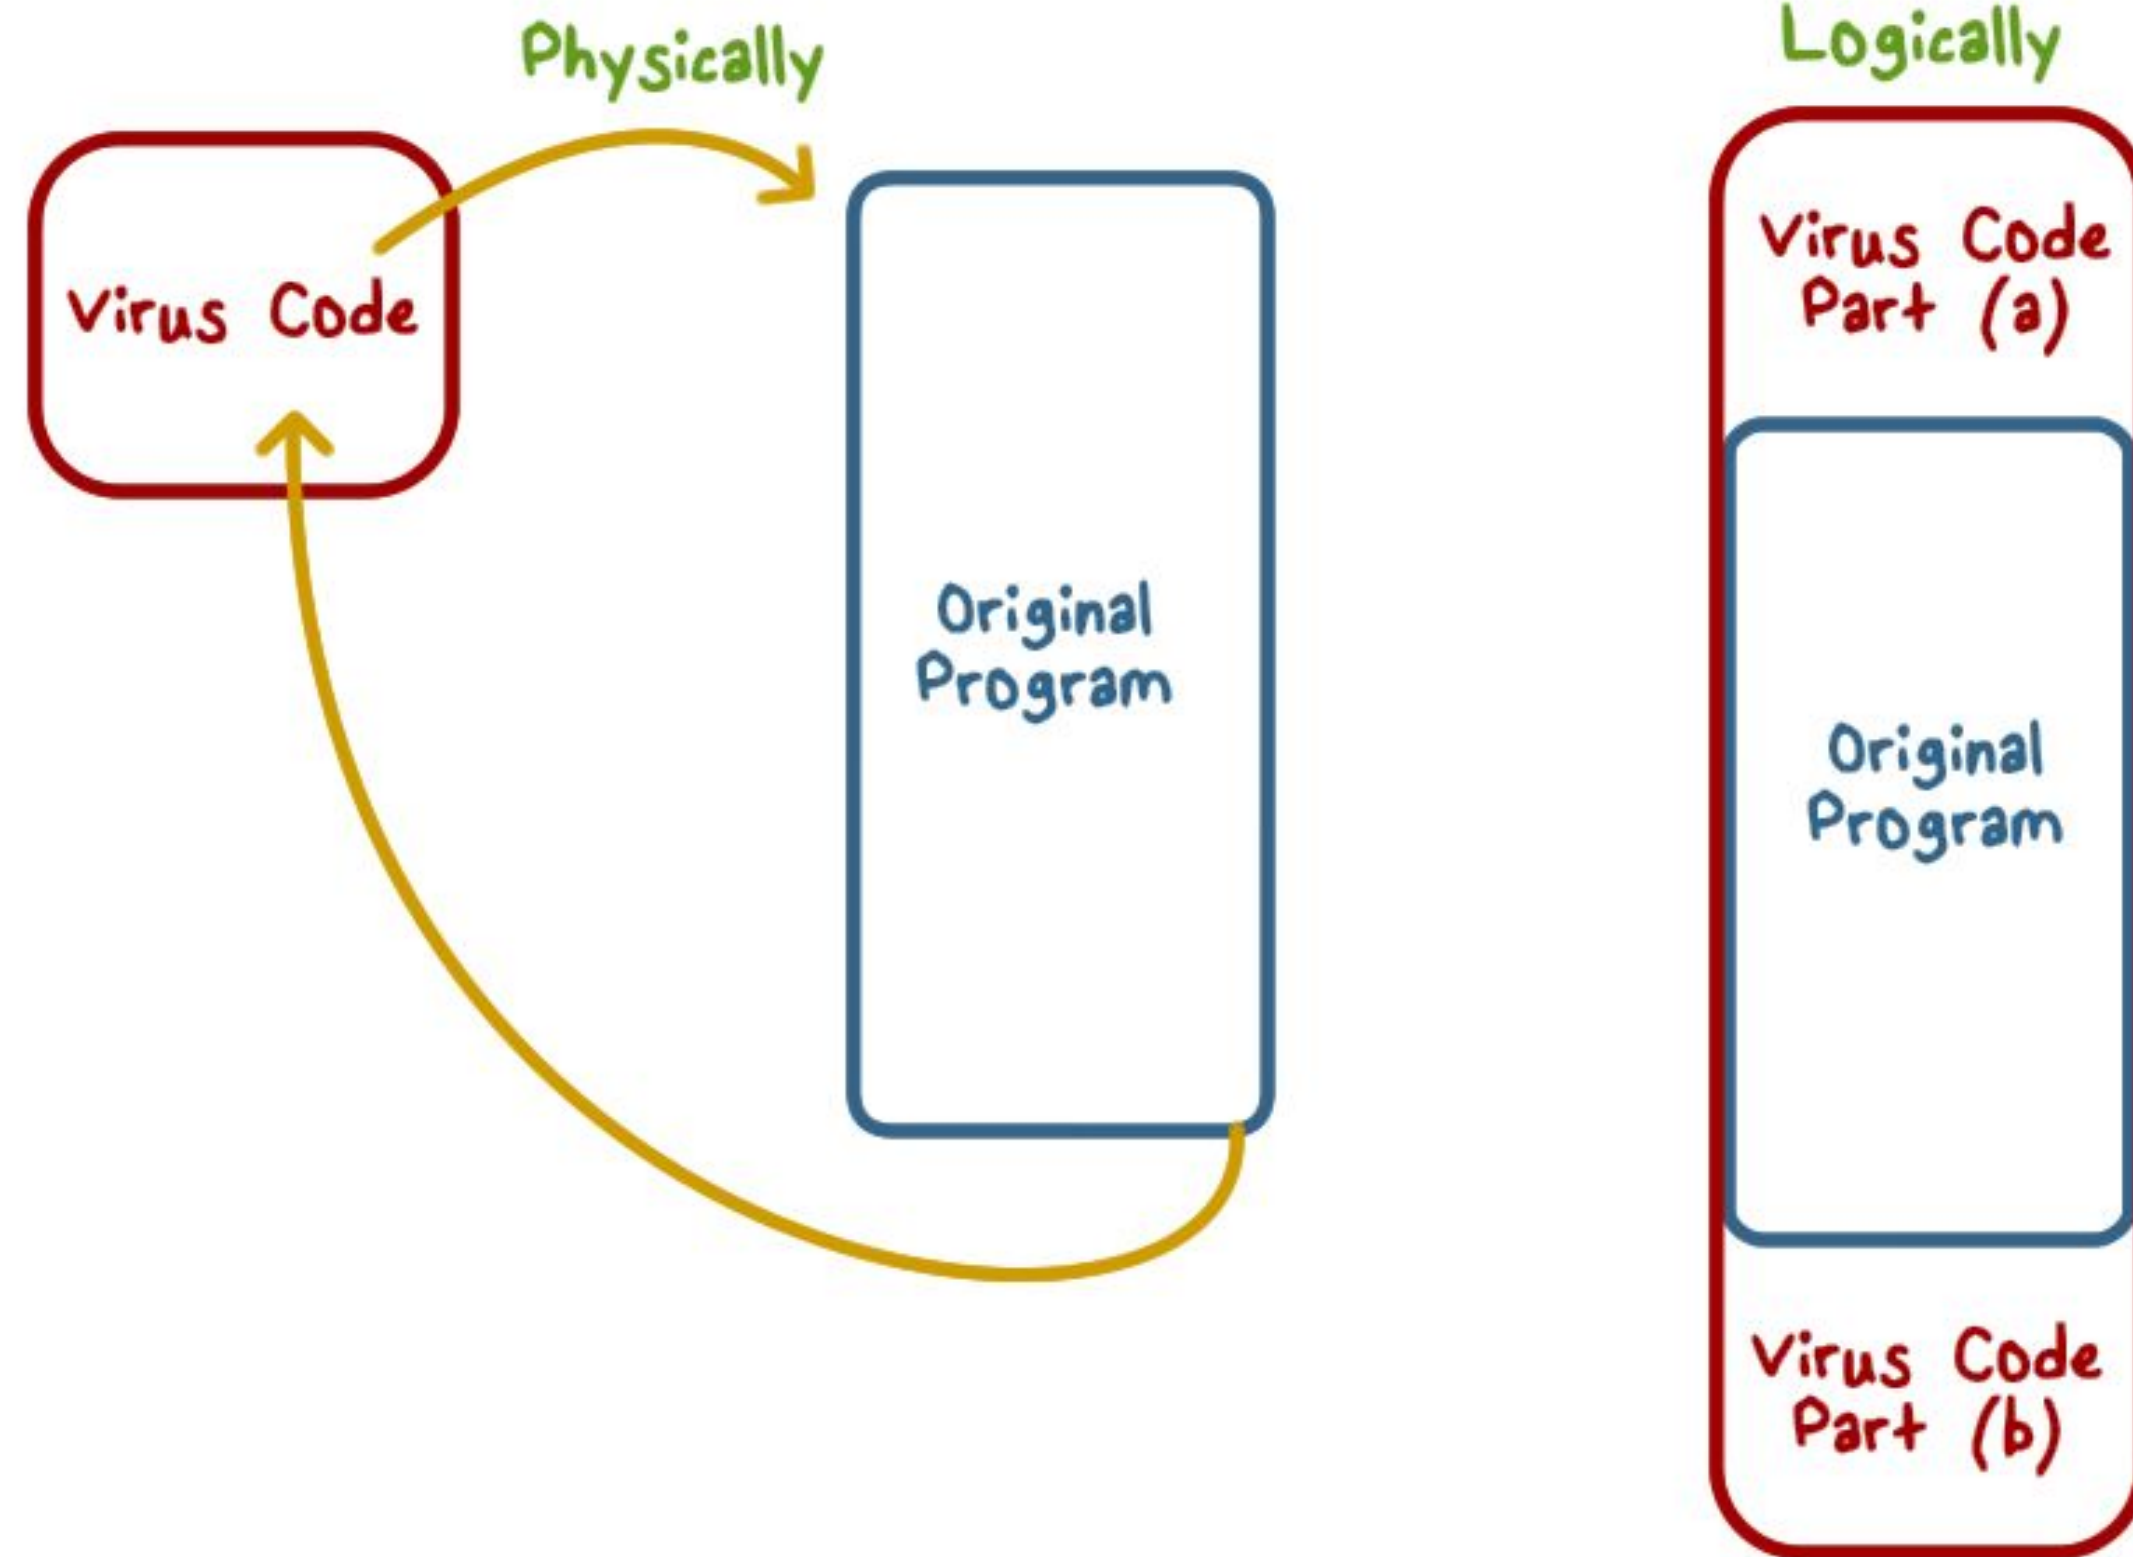 Physically
Virus Code
Original
Program
Logically
Virus Code
Part (a)
Original
Program
Virus Code
Part (b)